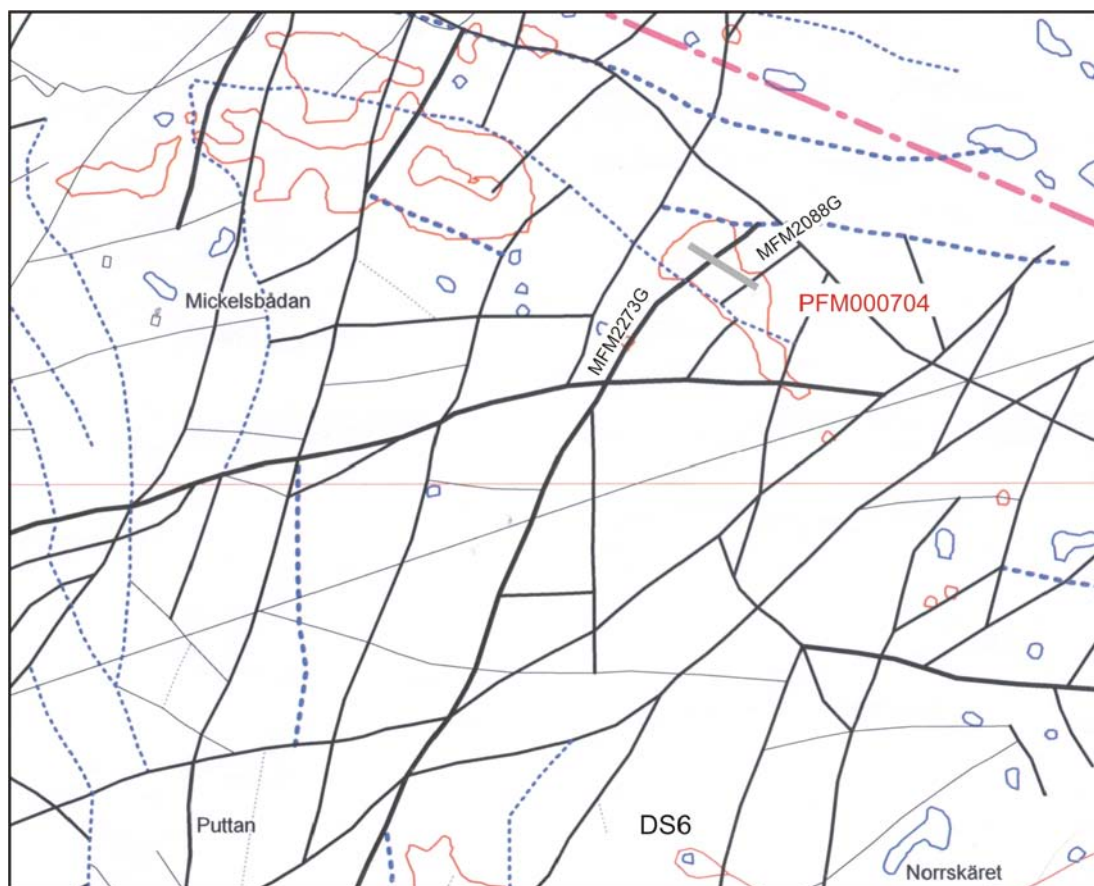 MFM2088G
Mickelsbådan
PFM000704
MFM2273G
Puttan
DS6
Norrskäret